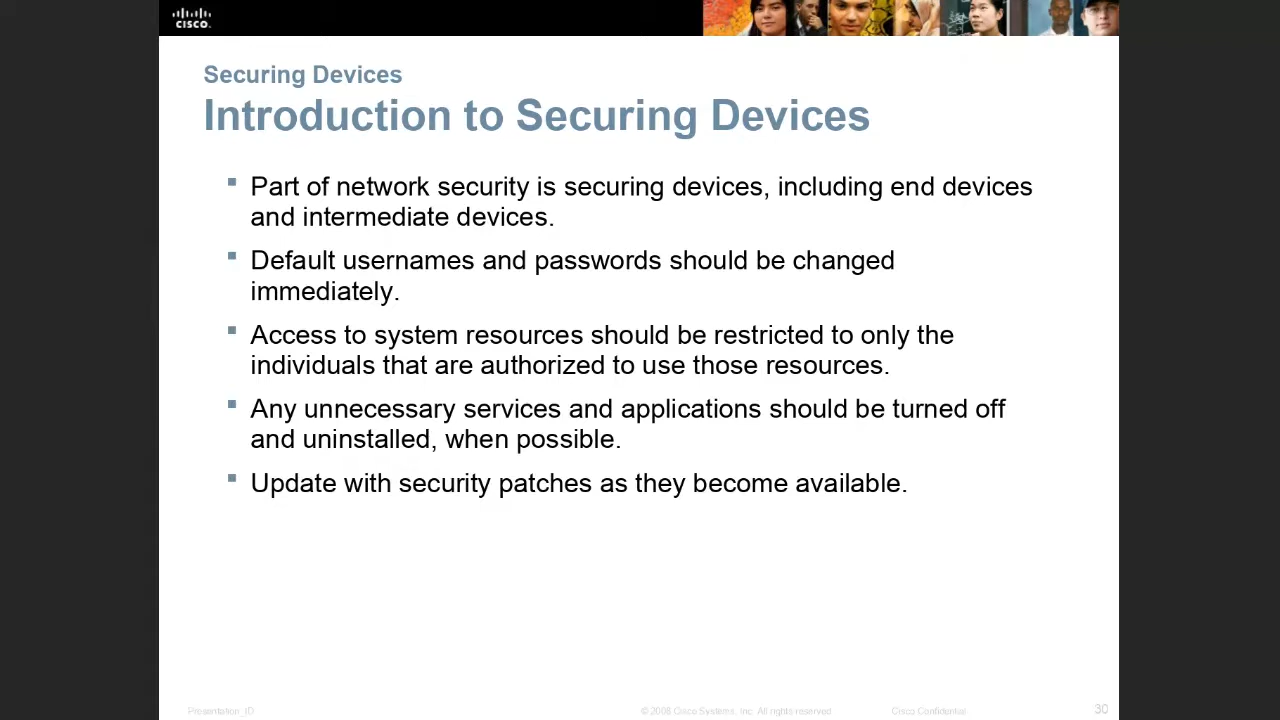 CISCO.
Securing Devices
Introduction to Securing Devices
Part of network security is securing devices, including end devices
and intermediate devices.
Default usernames and passwords should be changed
immediately.
Access to system resources should be restricted to only the
individuals that are authorized to use those resources.
Any unnecessary services and applications should be turned off
and uninstalled, when possible.
Update with security patches as they become available.
Presentation_ID © 2008 Cisco Systems, Inc. All rights reserved. Cisco Confidential 30